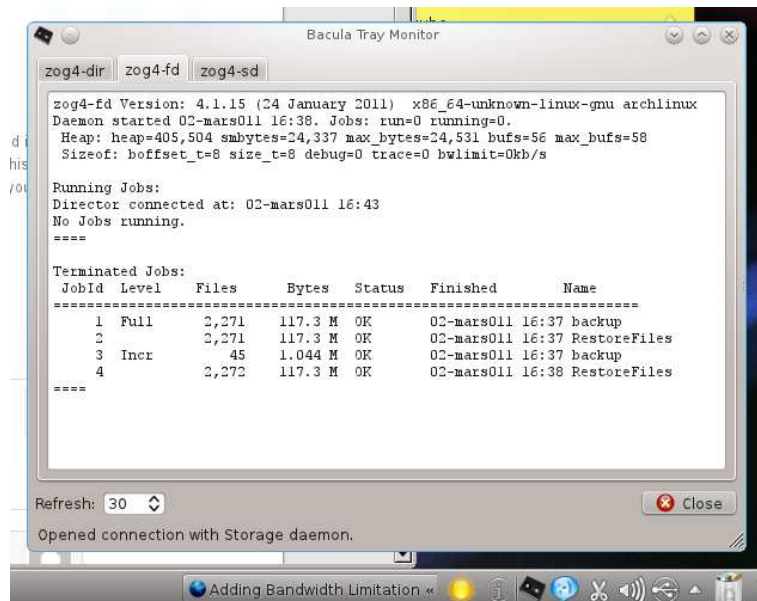 Bacula Tray Monitor
zog4-dir zog4-fd zog4-sd
zog4-fd Version: 4.1.15 (24 January 2011) x86_64-unknown-linux-gnu archlinux
Daemon started 02-mars011 16:38. Jobs: run=0 running=0.
Heap: heap=405,504 smbytes=24,337 max_bytes=24,531 bufs=56 max_bufs=58
Sizeof: boffset_t=8 size_t=8 debug=0 trace=0 bwlimit=0kb/s
Running Jobs:
Director connected at: 02-mars011 16:43
No Jobs running.
====
Terminated Jobs:
JobId Level Files Bytes Status Finished Name
======================================================================
1 Full 2,271 117.3 M OK 02-mars011 16:37 backup
2 2,271 117.3 M OK 02-mars011 16:37 RestoreFiles
3 Incr 45 1.044 M OK 02-mars011 16:37 backup
4 2,272 117.3 M OK 02-mars011 16:38 RestoreFiles
====
Refresh: 30
Close
Opened connection with Storage daemon.
Adding Bandwidth Limitation «